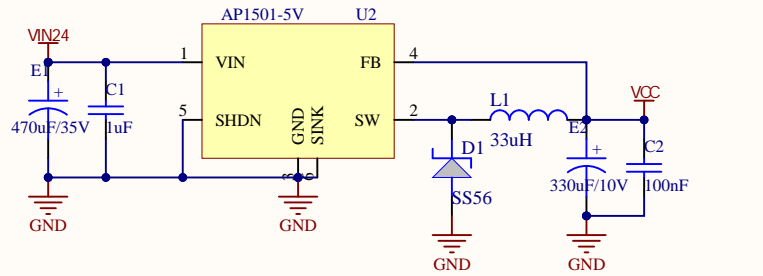 AP1501-5V U2
VIN24
1 VIN FB 4
E1 + C1
470uF/35V 1uF
5 SHDN GND SINK SW 2
L1
33uH
VCC
D1
SS56
E2 + C2
330uF/10V 100nF
GND GND GND GND